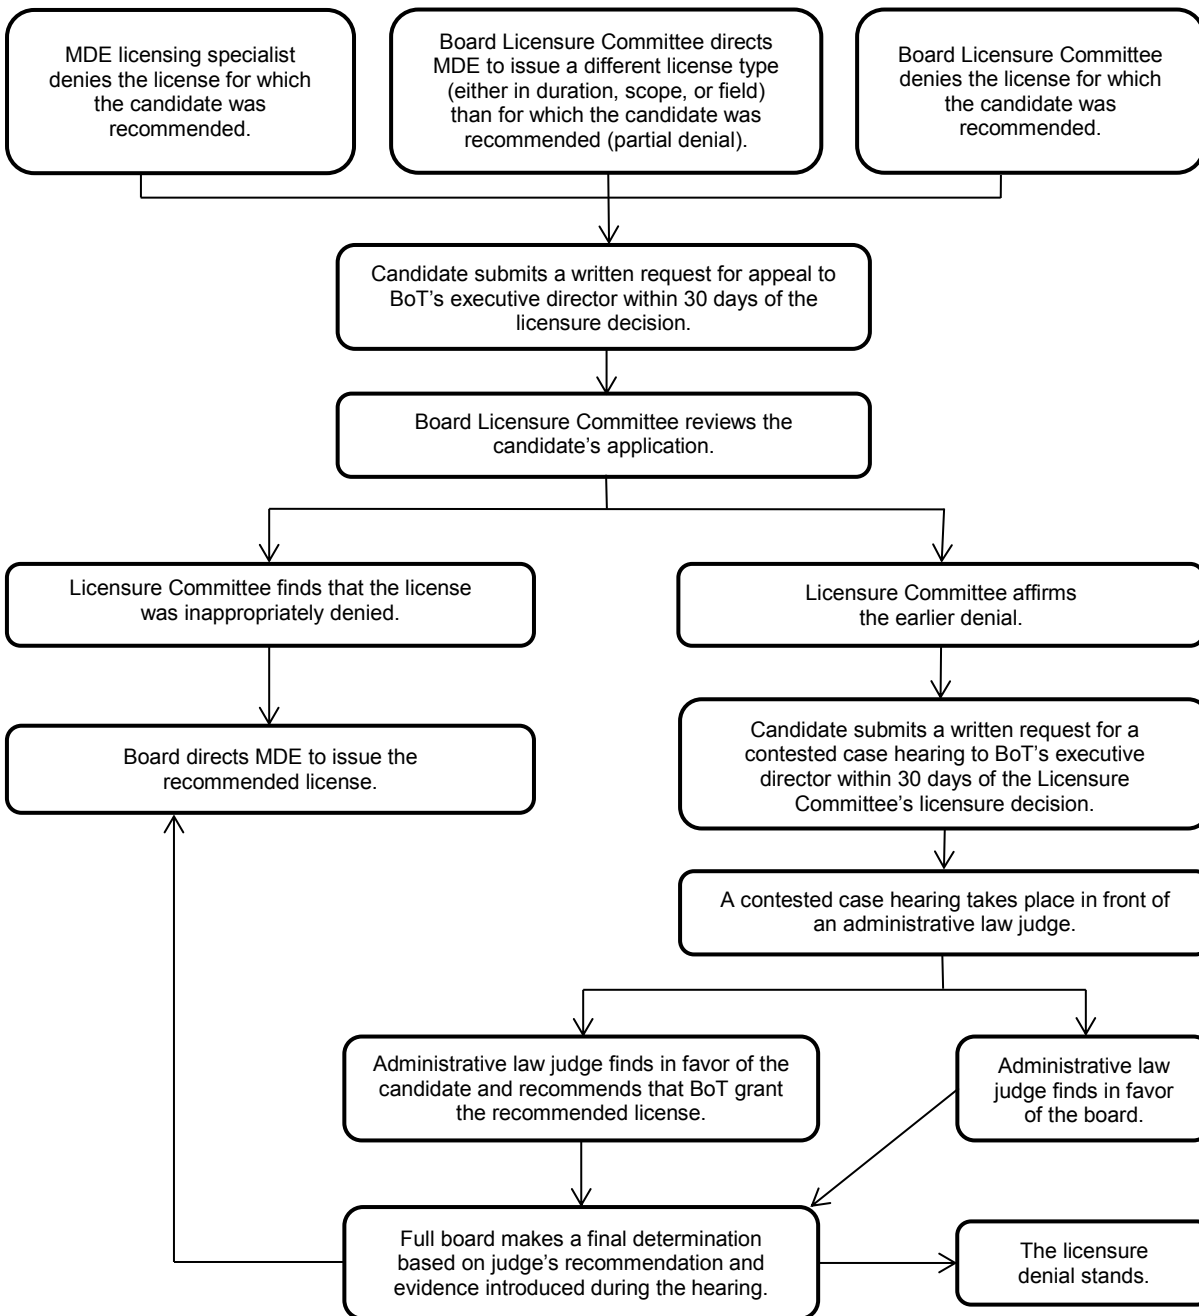 MDE licensing specialist
denies the license for which
the candidate was
recommended.
Board Licensure Committee directs
MDE to issue a different license type
(either in duration, scope, or field)
than for which the candidate was
recommended (partial denial).
Board Licensure Committee
denies the license for which
the candidate was
recommended.
Candidate submits a written request for appeal to
BoT’s executive director within 30 days of the
licensure decision.
Board Licensure Committee reviews the
candidate’s application.
Licensure Committee finds that the license
was inappropriately denied.
Licensure Committee affirms
the earlier denial.
Board directs MDE to issue the
recommended license.
Candidate submits a written request for a
contested case hearing to BoT’s executive
director within 30 days of the Licensure
Committee’s licensure decision.
A contested case hearing takes place in front of
an administrative law judge.
Administrative law judge finds in favor of the
candidate and recommends that BoT grant
the recommended license.
Administrative law
judge finds in favor
of the board.
Full board makes a final determination
based on judge’s recommendation and
evidence introduced during the hearing.
The licensure
denial stands.